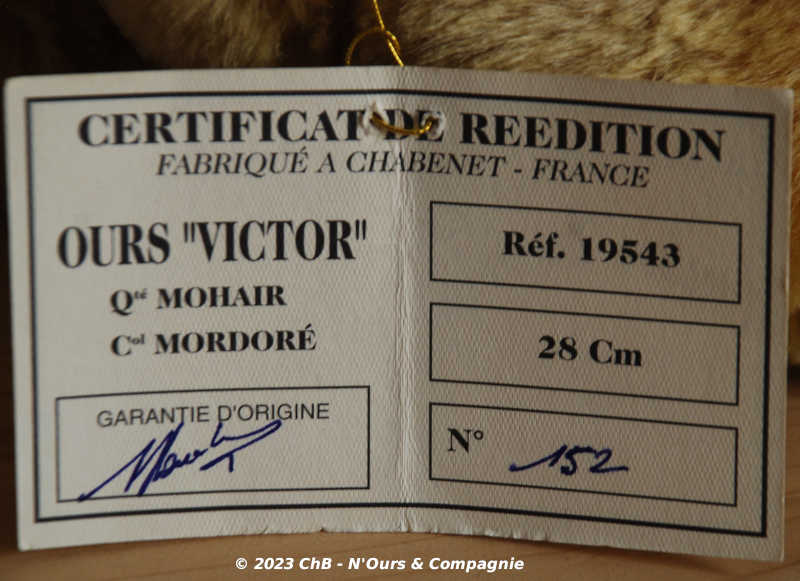 CERTIFICAT DE REEDITION
FABRIQUÉ A CHABENET - FRANCE
OURS "VICTOR"
Qté MOHAIR
Col MORDORÉ
GARANTIE D'ORIGINE
Réf. 19543
28 Cm
N° 152
© 2023 ChB - N'Ours & Compagnie